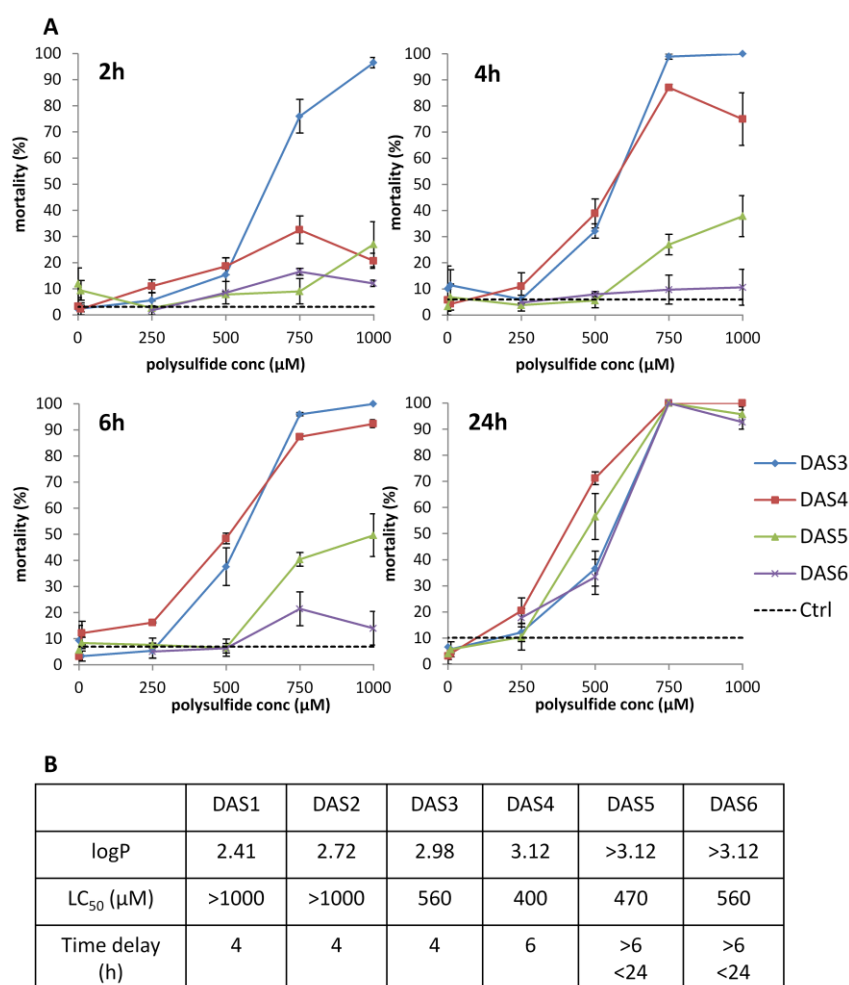 A
2h
mortality (%)
100
90
80
70
60
50
40
30
20
10
0
0 250 500 750 1000
polysulfide conc (µM)
4h
mortality (%)
100
90
80
70
60
50
40
30
20
10
0
0 250 500 750 1000
polysulfide conc (µM)
6h
mortality (%)
100
90
80
70
60
50
40
30
20
10
0
0 250 500 750 1000
polysulfide conc (µM)
24h
mortality (%)
100
90
80
70
60
50
40
30
20
10
0
0 250 500 750 1000
polysulfide conc (µM)
DAS3
DAS4
DAS5
DAS6
Ctrl
B
DAS1 DAS2 DAS3 DAS4 DAS5 DAS6
logP 2.41 2.72 2.98 3.12 >3.12 >3.12
LC50 (µM) >1000 >1000 560 400 470 560
Time delay (h) 4 4 4 6 >6 <24 >6 <24